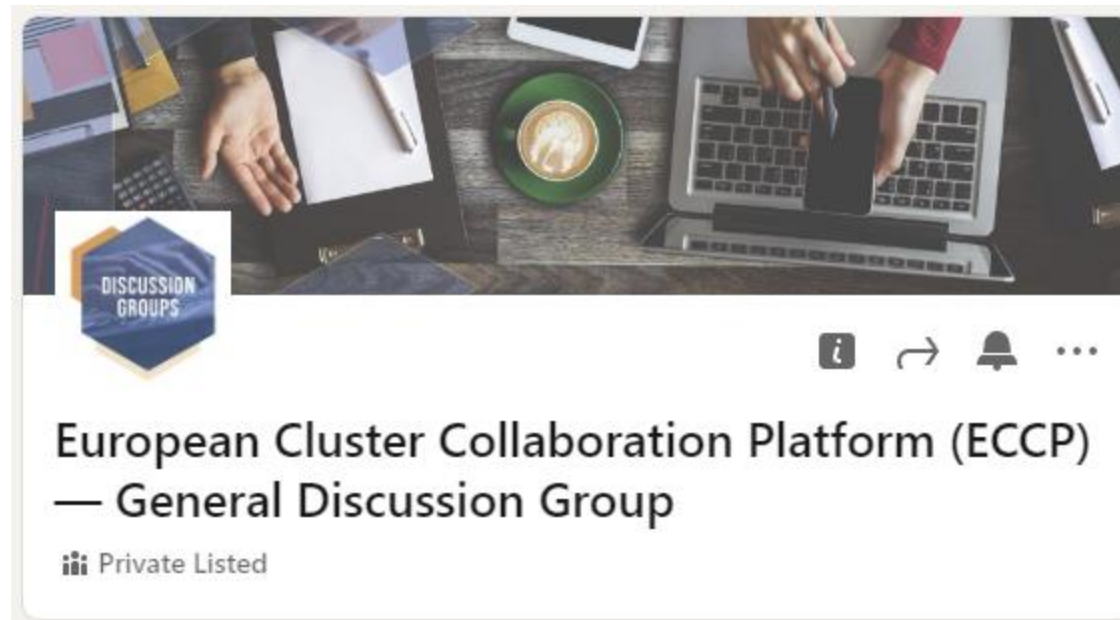 DISCUSSION
GROUPS
European Cluster Collaboration Platform (ECCP)
— General Discussion Group
Private Listed